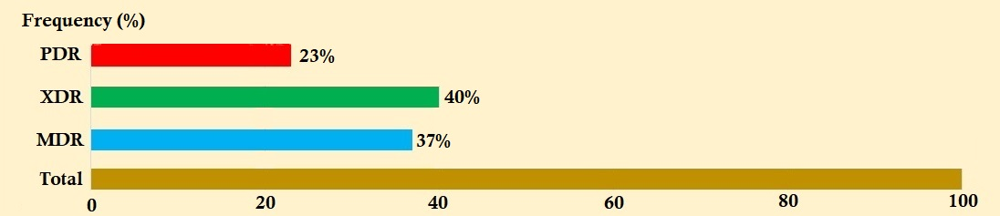 Frequency (%)
PDR 23%
XDR 40%
MDR 37%
Total
0 20 40 60 80 100